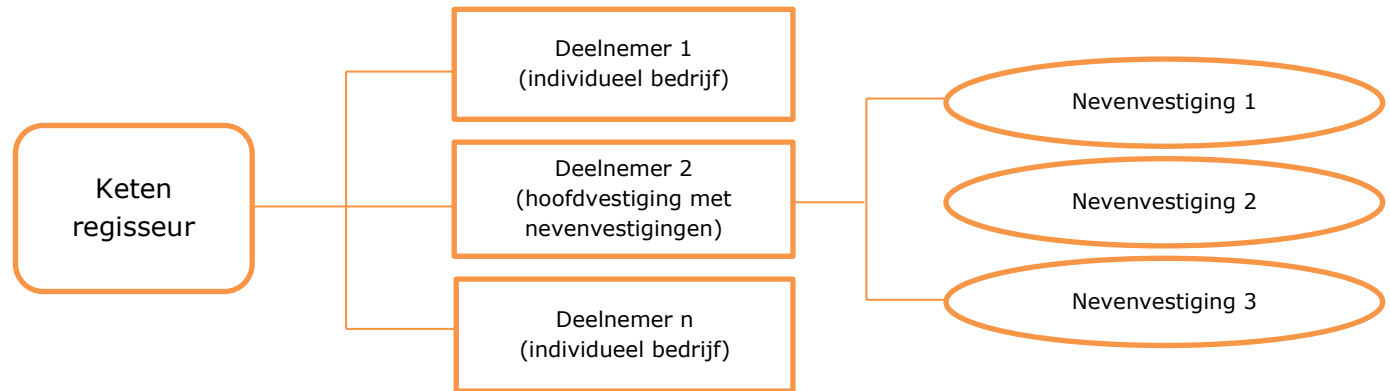 Keten
regisseur
Deelnemer 1
(individueel bedrijf)
Deelnemer 2
(hoofdvestiging met
nevenvestigingen)
Deelnemer n
(individueel bedrijf)
Nevenvestiging 1
Nevenvestiging 2
Nevenvestiging 3